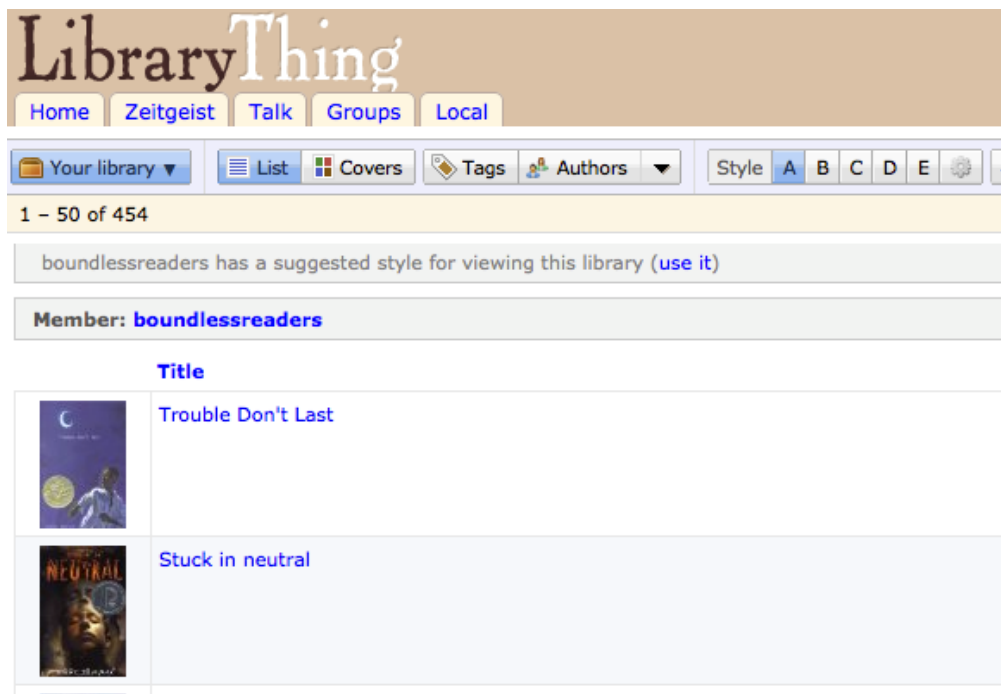 LibraryThing
Home Zeitgeist Talk Groups Local
Your library ▼ List Covers Tags Authors ▼ Style A B C D E
1 – 50 of 454
boundlessreaders has a suggested style for viewing this library (use it)
Member: boundlessreaders
Title
Trouble Don't Last
Stuck in neutral
NEUTRAL